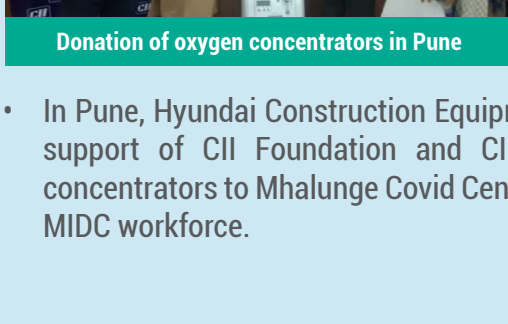 CII
Donation of oxygen concentrators in Pune
• In Pune, Hyundai Construction
support of CII Foundation and
concentrators to Mhalunge Covid
MIDC workforce.